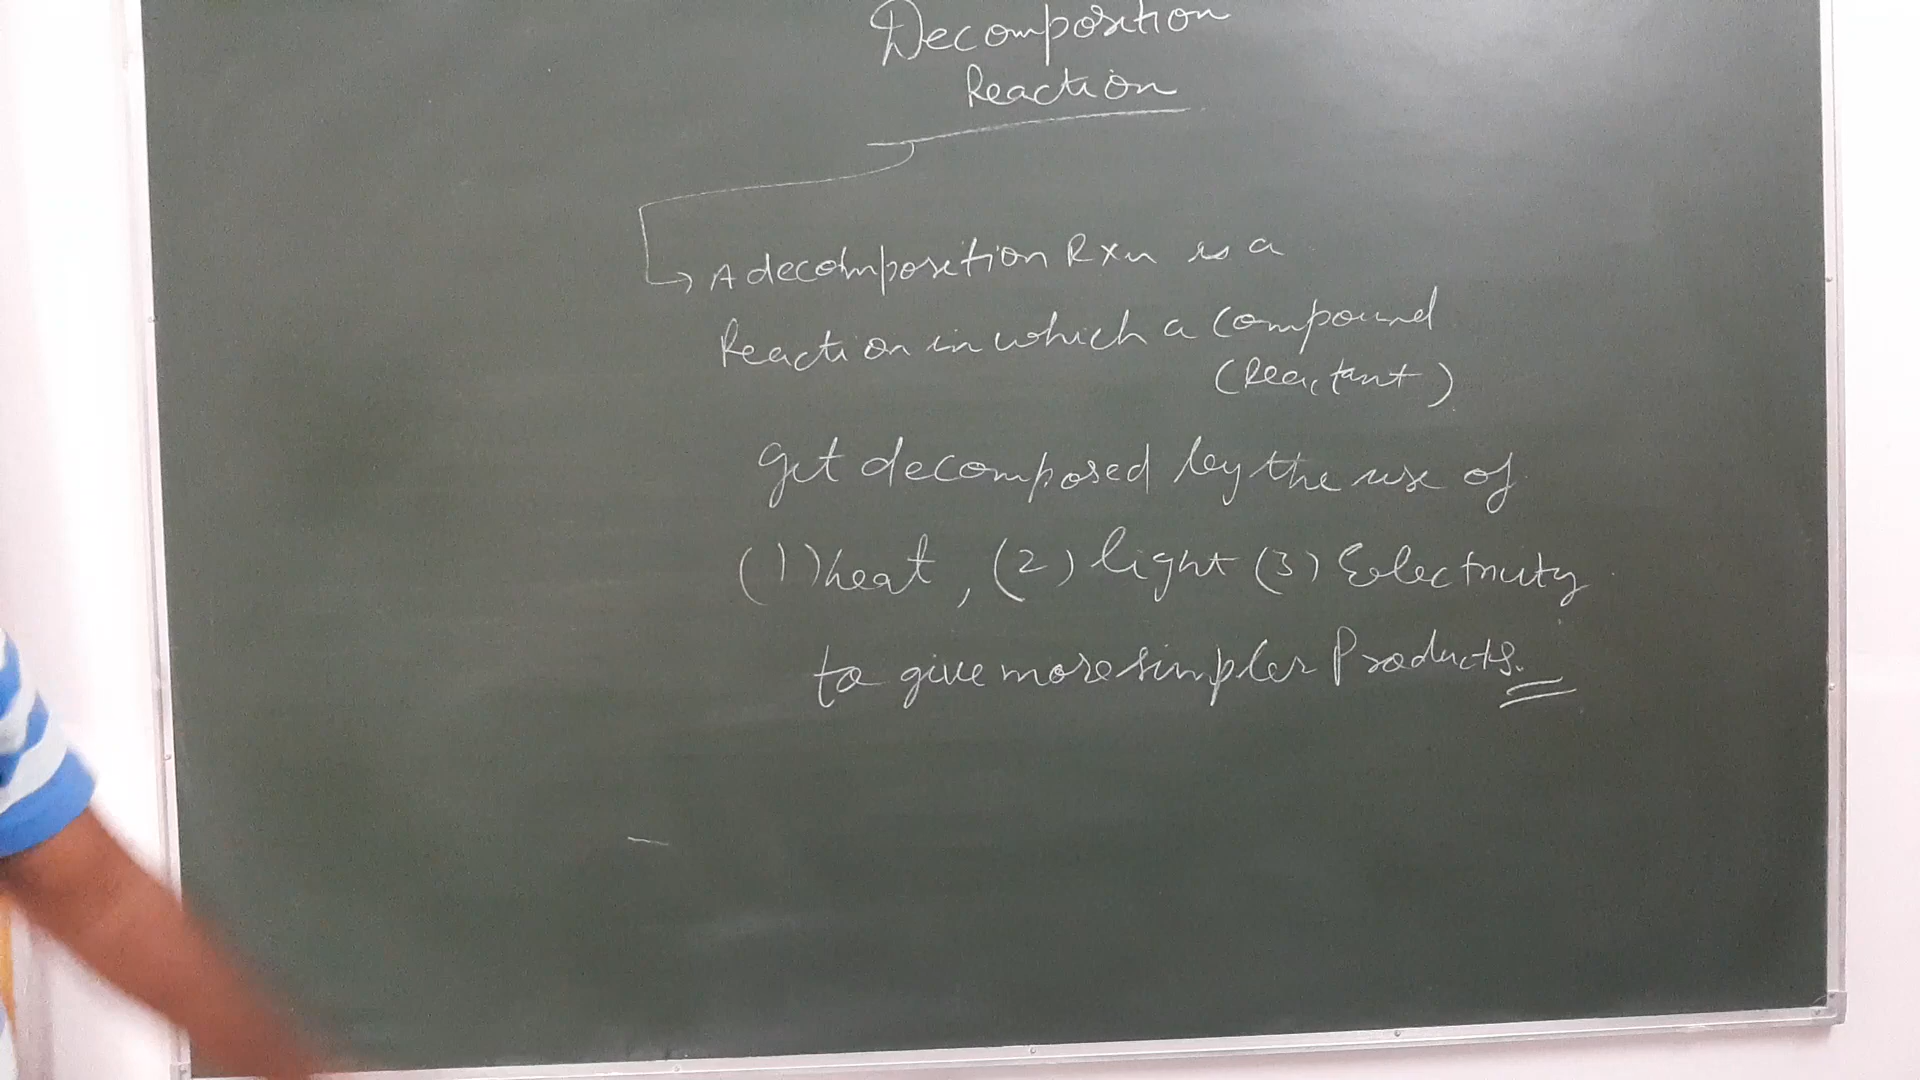 Decomposition
Reaction
A decomposition Rxn is a
Reaction in which a Compound
(Reactant)
get decomposed by the use of
(1) heat, (2) light (3) Eelectricity
to give more simpler Products.